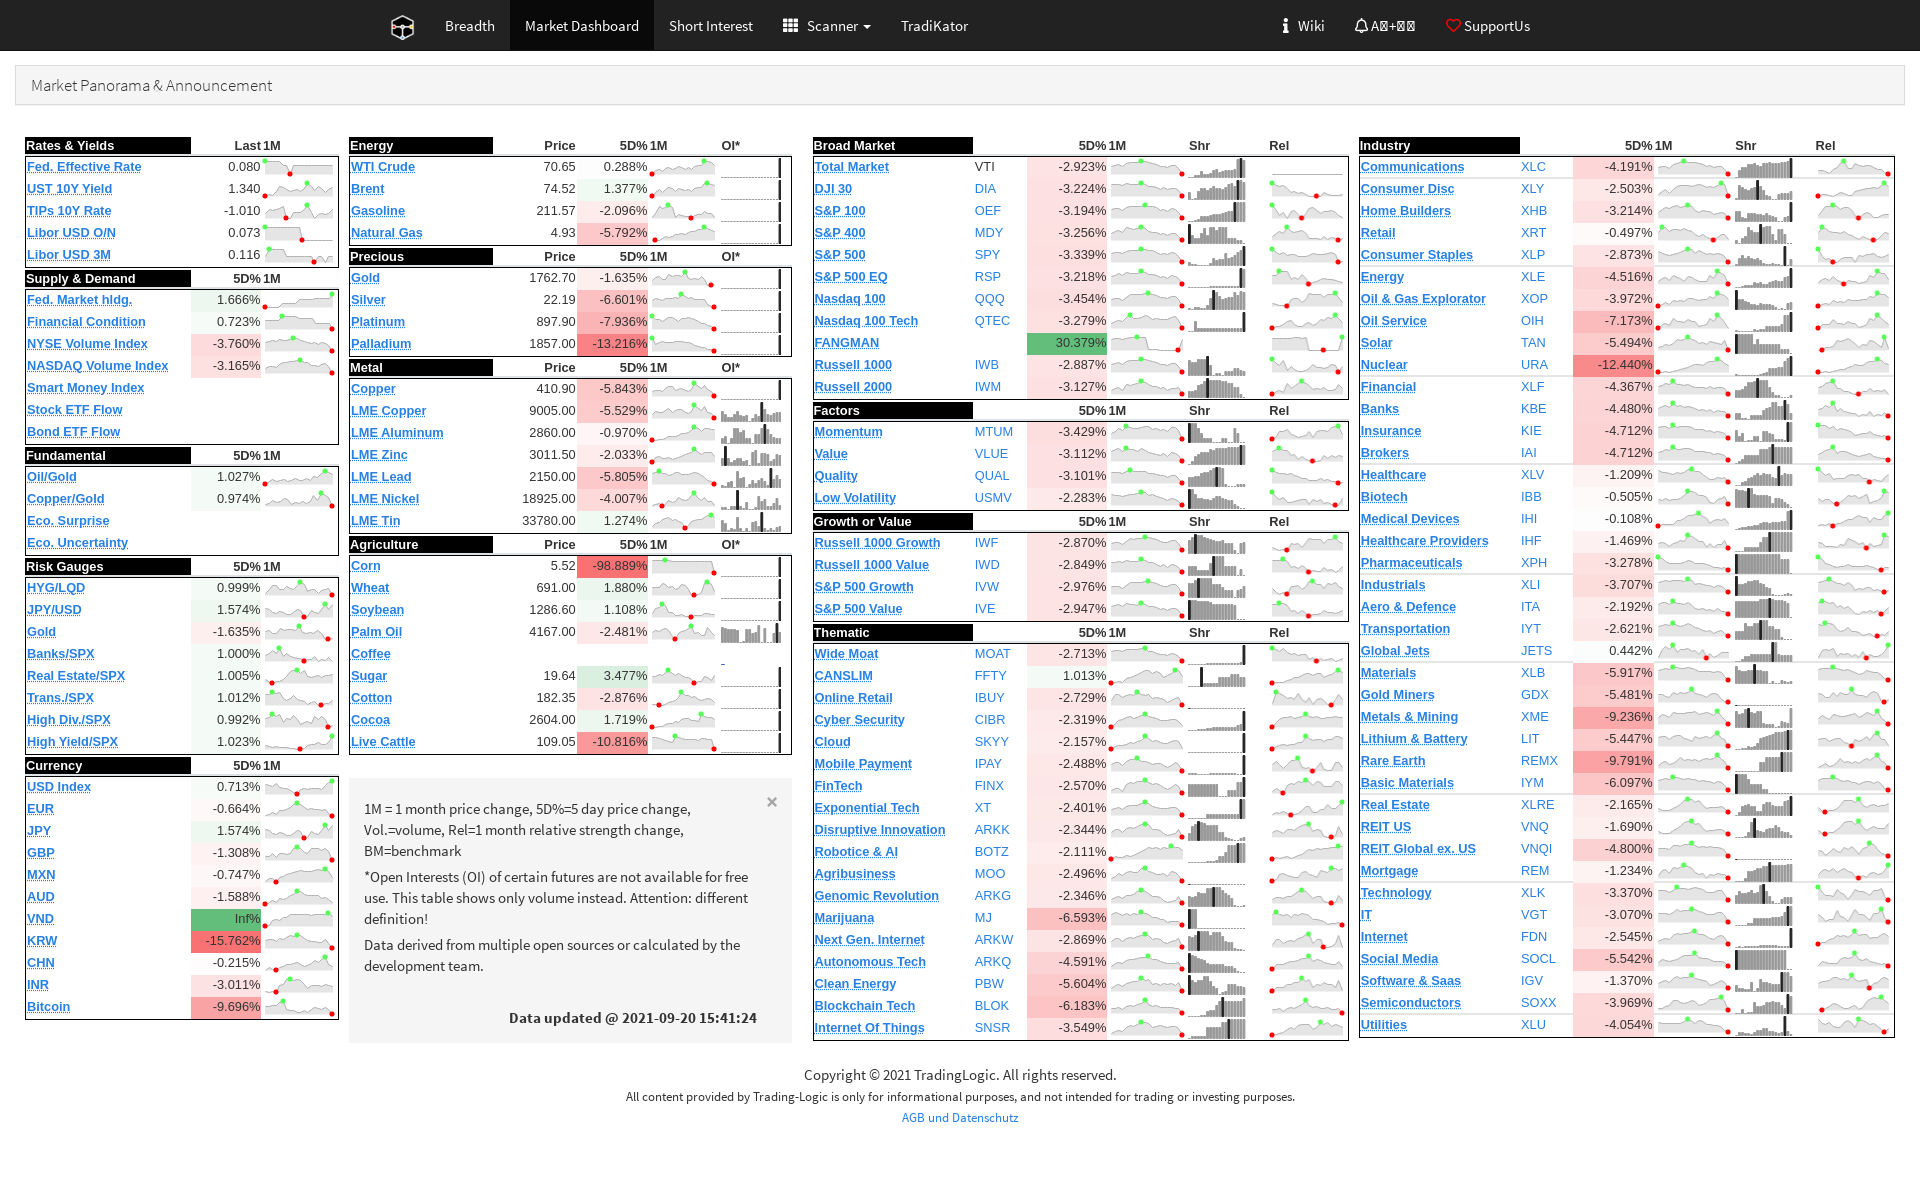 Breadth Market Dashboard Short Interest Scanner TradiKator Wiki SupportUs
Market Panorama & Announcement
Rates & Yields Last 1M
Fed. Effective Rate 0.080
UST 10Y Yield 1.340
TIPs 10Y Rate -1.010
Libor USD O/N 0.073
Libor USD 3M 0.116
Supply & Demand 5D% 1M
Fed. Market hldg. 1.666%
Financial Condition 0.723%
NYSE Volume Index -3.760%
NASDAQ Volume Index -3.165%
Smart Money Index
Stock ETF Flow
Bond ETF Flow
Fundamental 5D% 1M
Oil/Gold 1.027%
Copper/Gold 0.974%
Eco. Surprise
Eco. Uncertainty
Risk Gauges 5D% 1M
HYG/LQD 0.999%
JPY/USD 1.574%
Gold -1.635%
Banks/SPX 1.000%
Real Estate/SPX 1.005%
Trans./SPX 1.012%
High Div./SPX 0.992%
High Yield/SPX 1.023%
Currency 5D% 1M
USD Index 0.713%
EUR -0.664%
JPY 1.574%
GBP -1.308%
MXN -0.747%
AUD -1.588%
VND Inf%
KRW -15.762%
CHN -0.215%
INR -3.011%
Bitcoin -9.696%
Energy Price 5D% 1M OI*
WTI Crude 70.65 0.288%
Brent 74.52 1.377%
Gasoline 211.57 -2.096%
Natural Gas 4.93 -5.792%
Precious Price 5D% 1M OI*
Gold 1762.70 -1.635%
Silver 22.19 -6.601%
Platinum 897.90 -7.936%
Palladium 1857.00 -13.216%
Metal Price 5D% 1M OI*
Copper 410.90 -5.843%
LME Copper 9005.00 -5.529%
LME Aluminum 2860.00 -0.970%
LME Zinc 3011.50 -2.033%
LME Lead 2150.00 -5.805%
LME Nickel 18925.00 -4.007%
LME Tin 33780.00 1.274%
Agriculture Price 5D% 1M OI*
Corn 5.52 -98.889%
Wheat 691.00 1.880%
Soybean 1286.60 1.108%
Palm Oil 4167.00 -2.481%
Coffee
Sugar 19.64 3.477%
Cotton 182.35 -2.876%
Cocoa 2604.00 1.719%
Live Cattle 109.05 -10.816%
×
1M = 1 month price change, 5D%=5 day price change,
Vol.=volume, Rel=1 month relative strength change,
BM=benchmark
*Open Interests (OI) of certain futures are not available for free
use. This table shows only volume instead. Attention: different
definition!
Data derived from multiple open sources or calculated by the
development team.
Data updated @ 2021-09-20 15:41:24
Broad Market 5D% 1M Shr Rel
Total Market VTI -2.923%
DJI 30 DIA -3.224%
S&P 100 OEF -3.194%
S&P 400 MDY -3.256%
S&P 500 SPY -3.339%
S&P 500 EQ RSP -3.218%
Nasdaq 100 QQQ -3.454%
Nasdaq 100 Tech QTEC -3.279%
FANGMAN 30.379%
Russell 1000 IWB -2.887%
Russell 2000 IWM -3.127%
Factors 5D% 1M Shr Rel
Momentum MTUM -3.429%
Value VLUE -3.112%
Quality QUAL -3.101%
Low Volatility USMV -2.283%
Growth or Value 5D% 1M Shr Rel
Russell 1000 Growth IWF -2.870%
Russell 1000 Value IWD -2.849%
S&P 500 Growth IVW -2.976%
S&P 500 Value IVE -2.947%
Thematic 5D% 1M Shr Rel
Wide Moat MOAT -2.713%
CANSLIM FFTY 1.013%
Online Retail IBUY -2.729%
Cyber Security CIBR -2.319%
Cloud SKYY -2.157%
Mobile Payment IPAY -2.488%
FinTech FINX -2.570%
Exponential Tech XT -2.401%
Disruptive Innovation ARKK -2.344%
Robotice & AI BOTZ -2.111%
Agribusiness MOO -2.496%
Genomic Revolution ARKG -2.346%
Marijuana MJ -6.593%
Next Gen. Internet ARKW -2.869%
Autonomous Tech ARKQ -4.591%
Clean Energy PBW -5.604%
Blockchain Tech BLOK -6.183%
Internet Of Things SNSR -3.549%
Industry 5D% 1M Shr Rel
Communications XLC -4.191%
Consumer Disc XLY -2.503%
Home Builders XHB -3.214%
Retail XRT -0.497%
Consumer Staples XLP -2.873%
Energy XLE -4.516%
Oil & Gas Explorator XOP -3.972%
Oil Service OIH -7.173%
Solar TAN -5.494%
Nuclear URA -12.440%
Financial XLF -4.367%
Banks KBE -4.480%
Insurance KIE -4.712%
Brokers IAI -4.712%
Healthcare XLV -1.209%
Biotech IBB -0.505%
Medical Devices IHI -0.108%
Healthcare Providers IHF -1.469%
Pharmaceuticals XPH -3.278%
Industrials XLI -3.707%
Aero & Defence ITA -2.192%
Transportation IYT -2.621%
Global Jets JETS 0.442%
Materials XLB -5.917%
Gold Miners GDX -5.481%
Metals & Mining XME -9.236%
Lithium & Battery LIT -5.447%
Rare Earth REMX -9.791%
Basic Materials IYM -6.097%
Real Estate XLRE -2.165%
REIT US VNQ -1.690%
REIT Global ex. US VNQI -4.800%
Mortgage REM -1.234%
Technology XLK -3.370%
IT VGT -3.070%
Internet FDN -2.545%
Social Media SOCL -5.542%
Software & Saas IGV -1.370%
Semiconductors SOXX -3.969%
Utilities XLU -4.054%
Copyright © 2021 TradingLogic. All rights reserved.
All content provided by Trading-Logic is only for informational purposes, and not intended for trading or investing purposes.
AGB und Datenschutz